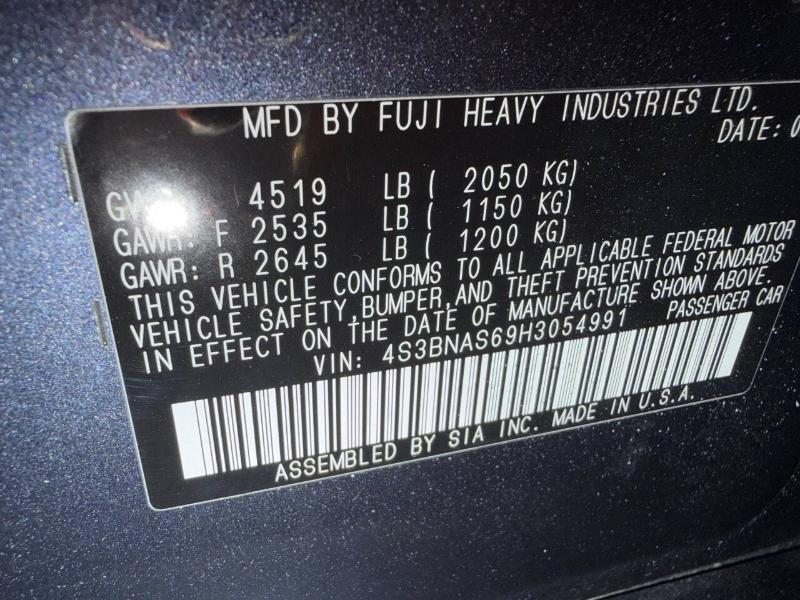 MFD BY FUJI HEAVY INDUSTRIES LTD.
DATE: 0
4519 LB ( 2050 KG)
GAWR: F 2535 LB ( 1150 KG)
GAWR: R 2645 LB ( 1200 KG)
THIS VEHICLE CONFORMS TO ALL APPLICABLE FEDERAL MOTOR
VEHICLE SAFETY,BUMPER,AND THEFT PREVENTION STANDARDS
IN EFFECT ON THE DATE OF MANUFACTURE SHOWN ABOVE.
VIN: 4S3BNAS69H3054991 PASSENGER CAR
ASSEMBLED BY SIA INC. MADE IN U.S.A.